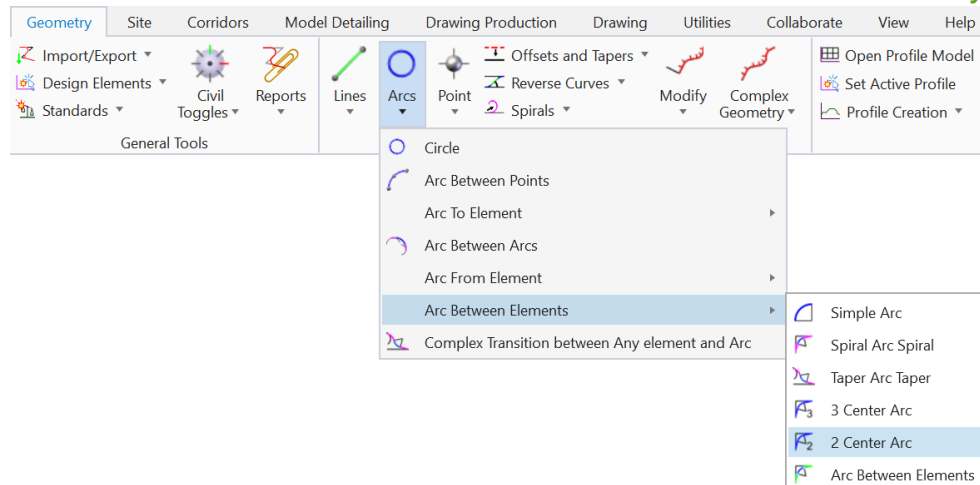 Geometry Site Corridors Model Detailing Drawing Production Drawing Utilities Collaborate View Help
Import/Export
Design Elements
Standards
Civil
Toggles
Reports
General Tools
Lines
Arcs
Point
Offsets and Tapers
Reverse Curves
Spirals
Modify
Complex
Geometry
Open Profile Model
Set Active Profile
Profile Creation
Circle
Arc Between Points
Arc To Element
Arc Between Arcs
Arc From Element
Arc Between Elements
Complex Transition between Any element and Arc
Simple Arc
Spiral Arc Spiral
Taper Arc Taper
3 Center Arc
2 Center Arc
Arc Between Elements